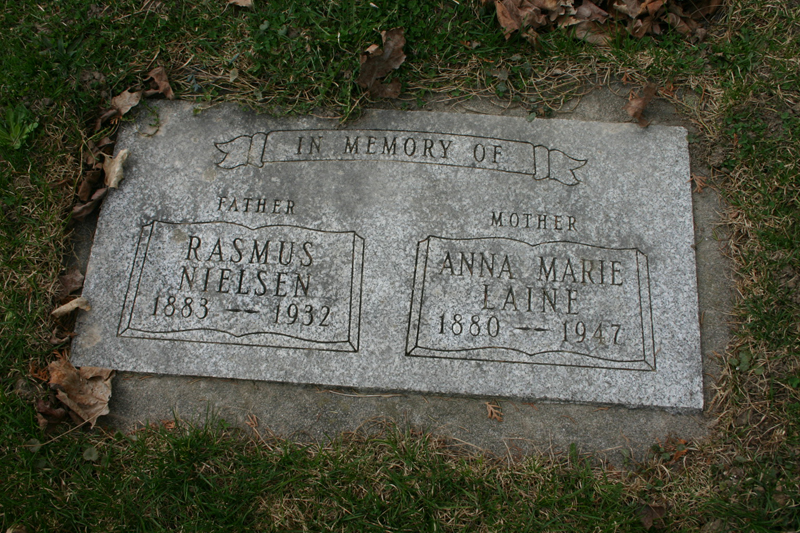 IN MEMORY OF
FATHER
RASMUS
NIELSEN
1883 — 1932
MOTHER
ANNA MARIE
LAINE
1880 — 1947